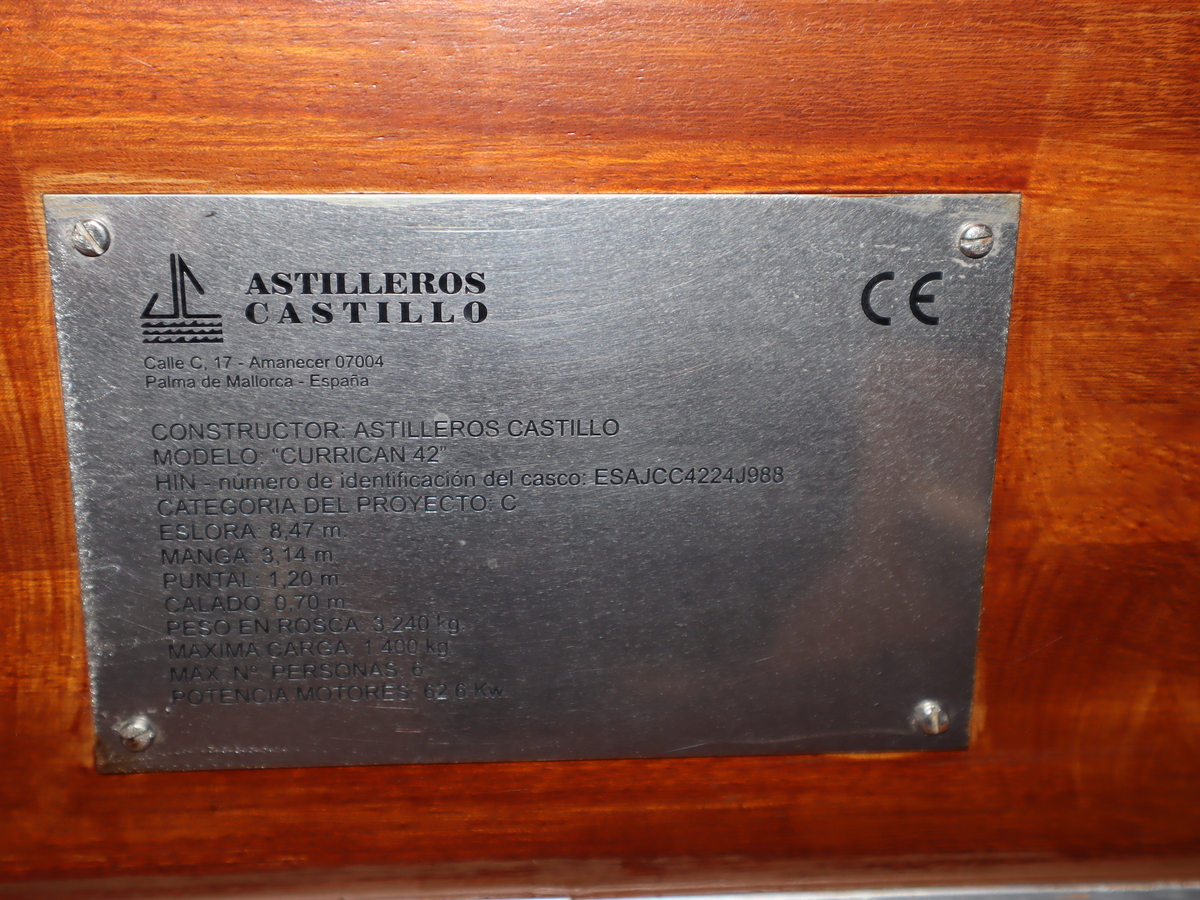 ASTILLEROS
CASTILLO
CE
Calle C, 17 - Amanecer 07004
Palma de Mallorca - España
CONSTRUCTOR: ASTILLEROS CASTILLO
MODELO: "CURRICAN 42"
HIN - número de identificación del casco: ESAJCC4224J988
CATEGORIA DEL PROYECTO: C
ESLORA: 8,47 m.
MANGA: 3,14 m.
PUNTAL: 1,20 m.
CALADO: 0,70 m.
PESO EN ROSCA: 3.240 kg
MAXIMA CARGA: 1.400 kg
MAX. Nº. PERSONAS: 6
POTENCIA MOTORES: 62,6 Kw.